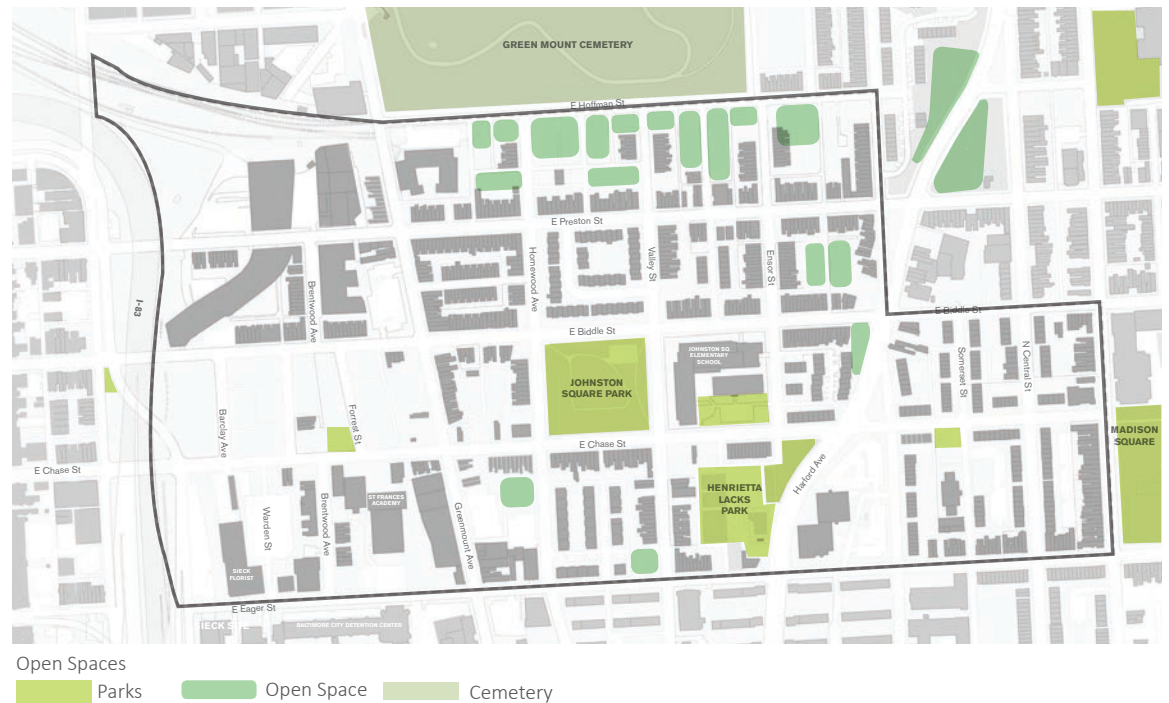 GREEN MOUNT CEMETERY
E Hoffman St
E Preston St
Homewood Ave
Valley St
Ensor St
I-83
Brentwood Ave
E Biddle St
E Biddle St
JOHNSTON SQ.
ELEMENTARY
SCHOOL
Somerset St
N Central St
JOHNSTON
SQUARE PARK
Barclay Ave
Forrest St
MADISON
SQUARE
E Chase St
E Chase St
Harford Ave
HENRIETTA
LACKS
PARK
ST FRANCES
ACADEMY
Warden St
Brentwood Ave
Greenmount Ave
SIECK
FLORIST
E Eager St
BALTIMORE CITY DETENTION CENTER
Open Spaces
Parks
Open Space
Cemetery